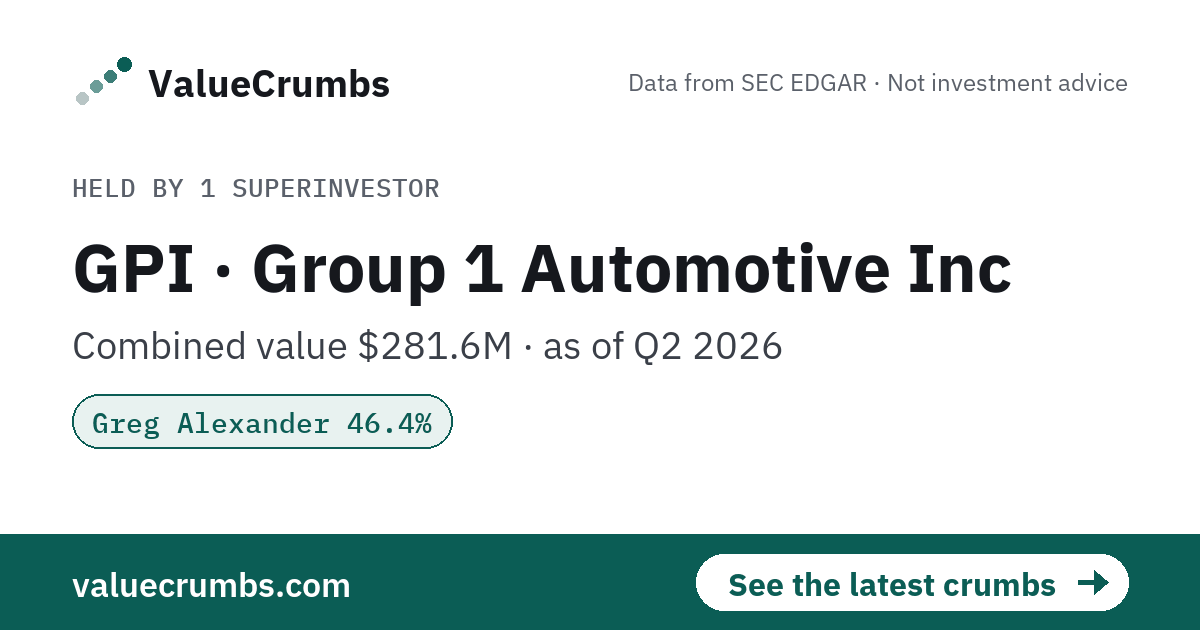 ValueCrumbs
Data from SEC EDGAR · Not investment advice
HELD BY 1 SUPERINVESTOR
GPI · Group 1 Automotive Inc
Combined value $281.6M · as of Q2 2026
Greg Alexander 46.4%
valuecrumbs.com
See the latest crumbs